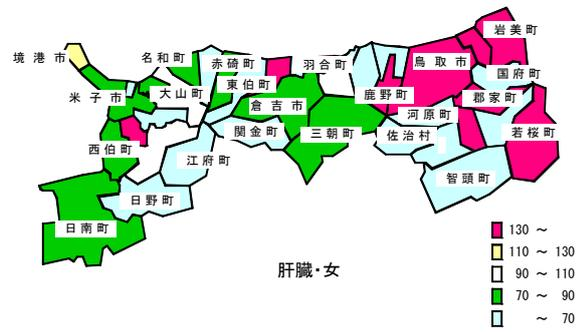 岩美町
境港市
名和町
赤碕町
羽合町
鳥取市
国府町
米子市
大山町
東伯町
鹿野町
郡家町
倉吉市
河原町
関金町
三朝町
佐治村
若桜町
西伯町
江府町
智頭町
日野町
日南町
肝臓・女
130 ～
110 ～ 130
90 ～ 110
70 ～ 90
～ 70